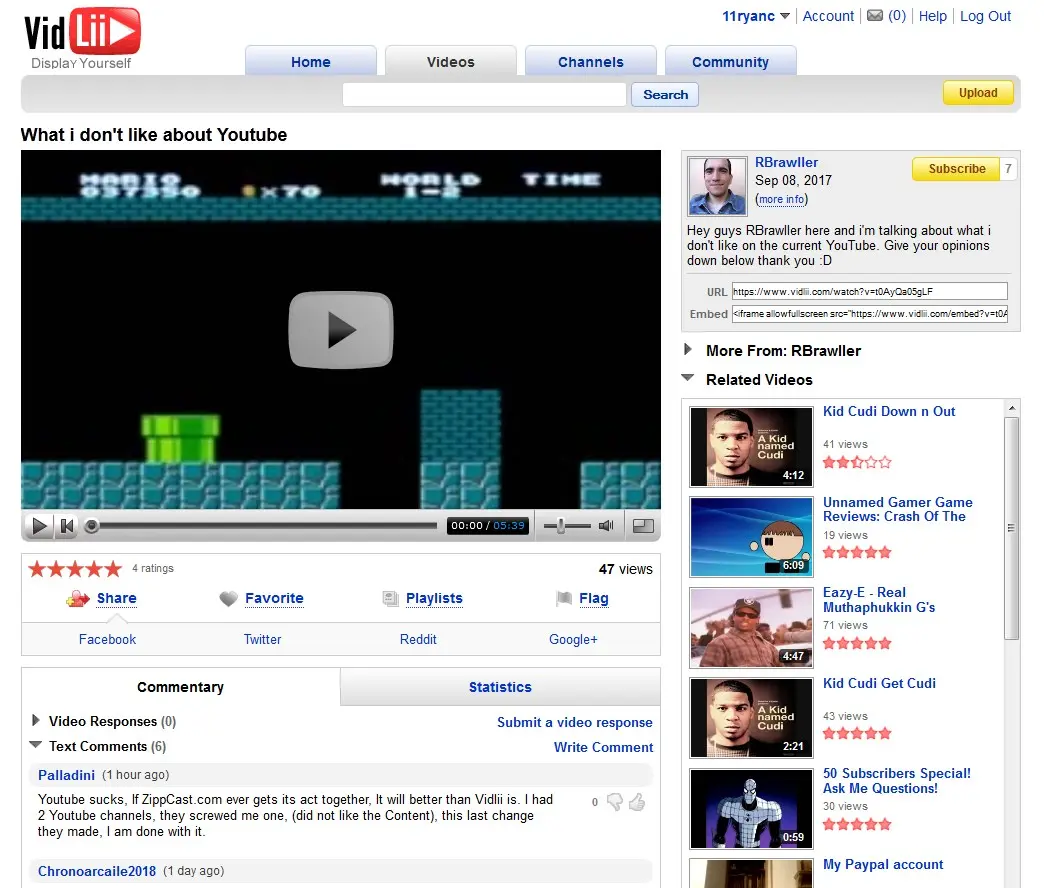 VidLii
Display Yourself
11ryanc Account (0) Help Log Out
Home Videos Channels Community
Search Upload
What i don't like about Youtube
MARIO WORLD TIME
037350 ×70 1-2
00:00 / 05:39
4 ratings 47 views
Share Favorite Playlists Flag
Facebook Twitter Reddit Google+
Commentary Statistics
Video Responses (0) Submit a video response
Text Comments (6) Write Comment
Palladini (1 hour ago)
Youtube sucks, If ZippCast.com ever gets its act together, It will better than Vidlii is. I had
2 Youtube channels, they screwed me one, (did not like the Content), this last change
they made, I am done with it.
0
Chronoarcaile2018 (1 day ago)
RBrawller
Subscribe 7
Sep 08, 2017
(more info)
Hey guys RBrawller here and i'm talking about what i
don't like on the current YouTube. Give your opinions
down below thank you :D
URL https://www.vidlii.com/watch?v=t0AyQa05gLF
Embed <iframe allowfullscreen src="https://www.vidlii.com/embed?v=t0A
More From: RBrawller
Related Videos
A Kid
named
Cudi
4:12
Kid Cudi Down n Out
41 views
6:09
Unnamed Gamer Game
Reviews: Crash Of The
19 views
4:47
Eazy-E - Real
Muthaphukkin G's
71 views
A Kid
named
Cudi
2:21
Kid Cudi Get Cudi
43 views
0:59
50 Subscribers Special!
Ask Me Questions!
30 views
My Paypal account